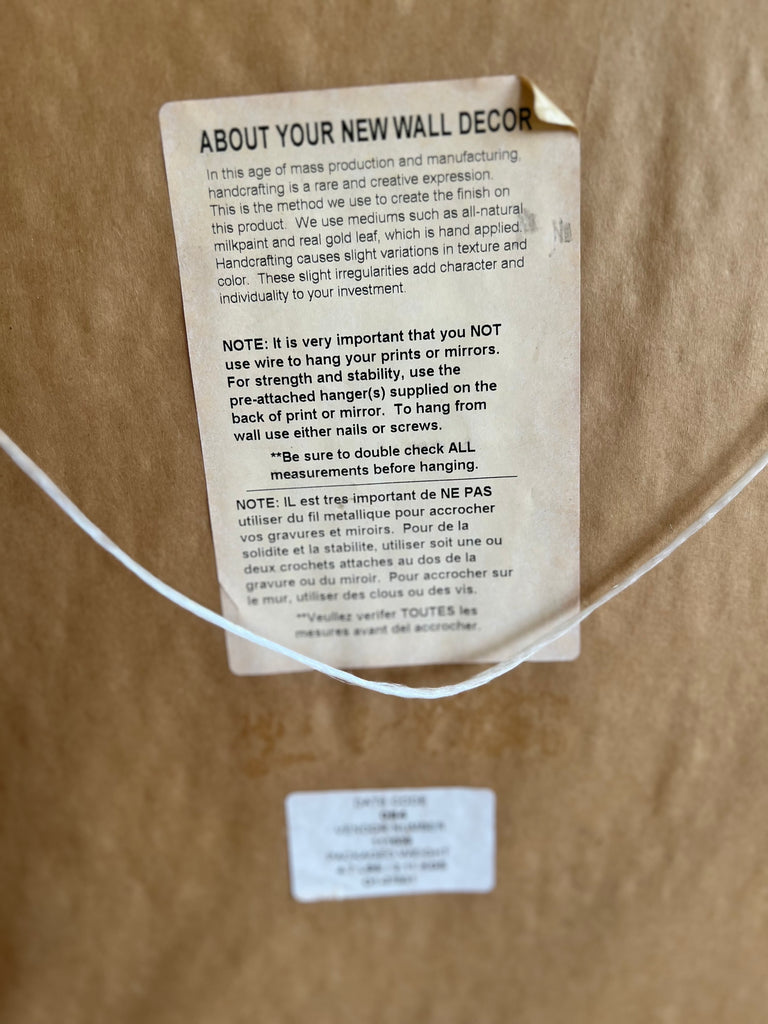 ABOUT YOUR NEW WALL DECOR
In this age of mass production and manufacturing,
handcrafting is a rare and creative expression.
This is the method we use to create the finish on
this product. We use mediums such as all-natural
milkpaint and real gold leaf, which is hand applied.
Handcrafting causes slight variations in texture and
color. These slight irregularities add character and
individuality to your investment.
NOTE: It is very important that you NOT
use wire to hang your prints or mirrors.
For strength and stability, use the
pre-attached hanger(s) supplied on the
back of print or mirror. To hang from
wall use either nails or screws.
**Be sure to double check ALL
measurements before hanging.
NOTE: IL est tres important de NE PAS
utiliser du fil metallique pour accrocher
vos gravures et miroirs. Pour de la
solidite et la stabilite, utiliser soit une ou
deux crochets attaches au dos de la
gravure ou du miroir. Pour accrocher sur
le mur, utiliser des clous ou des vis.
**Veullez verifer TOUTES les
mesures avant del accrocher.
DATE CODE
VENDOR NUMBER
PACKAGED WEIGHT